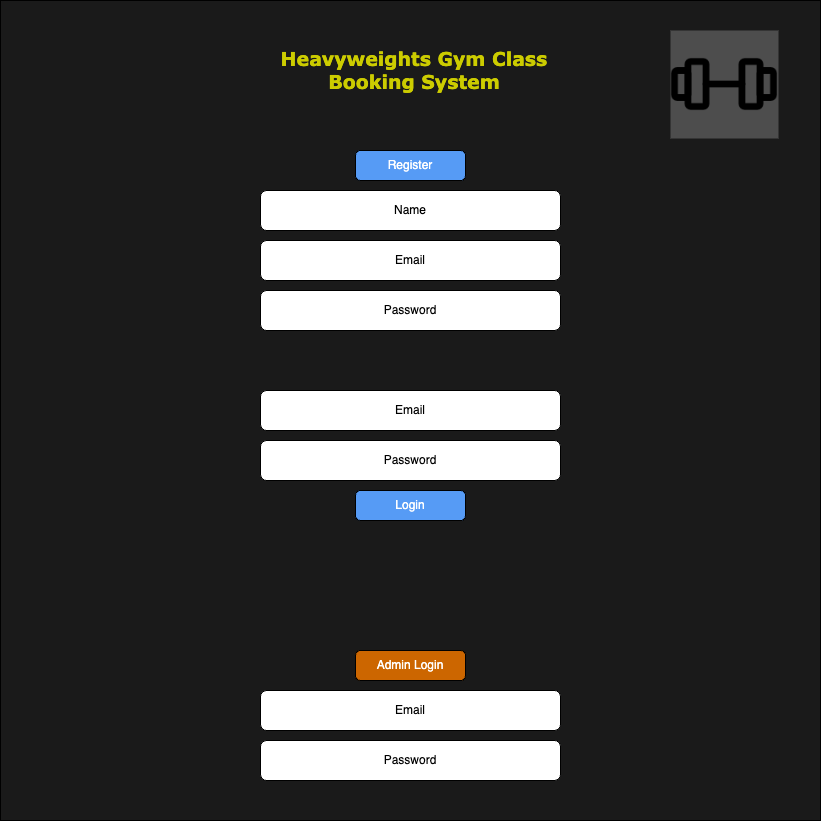 Heavyweights Gym Class
Booking System
Register
Name
Email
Password
Email
Password
Login
Admin Login
Email
Password